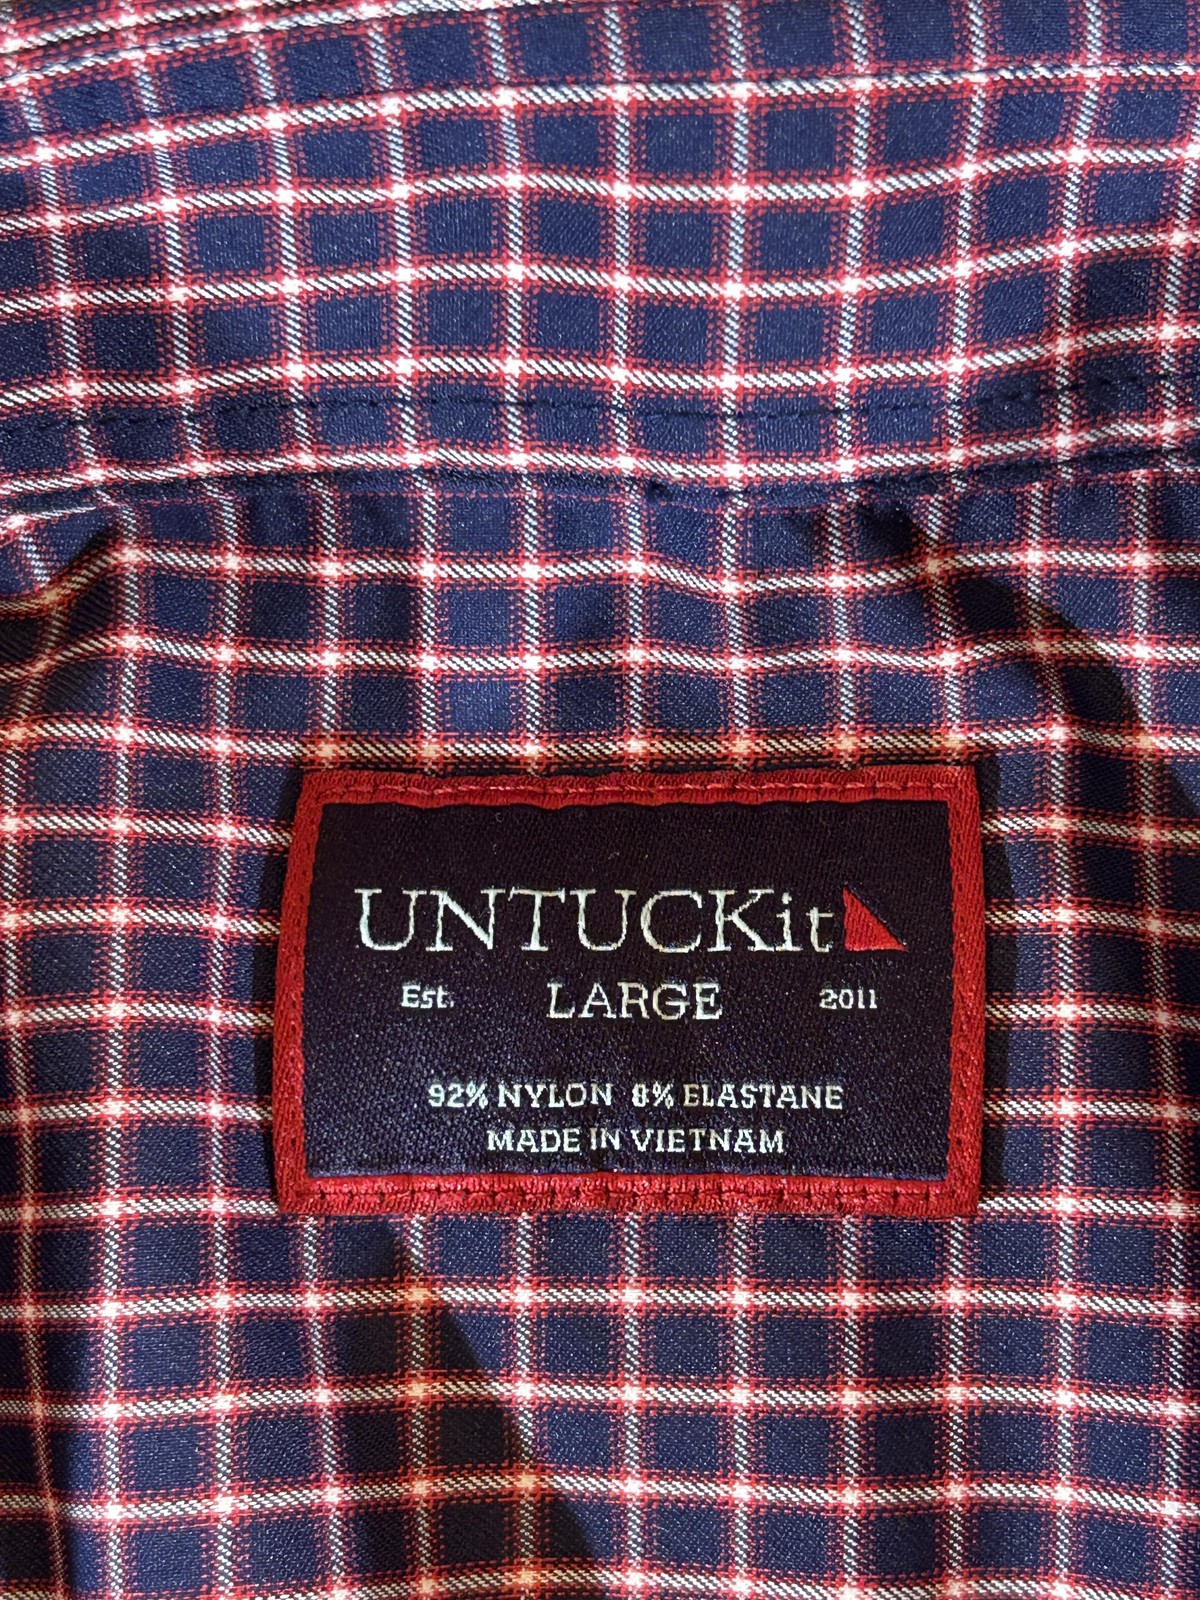 UNTUCKit
Est. LARGE 2011
92% NYLON 8% ELASTANE
MADE IN VIETNAM